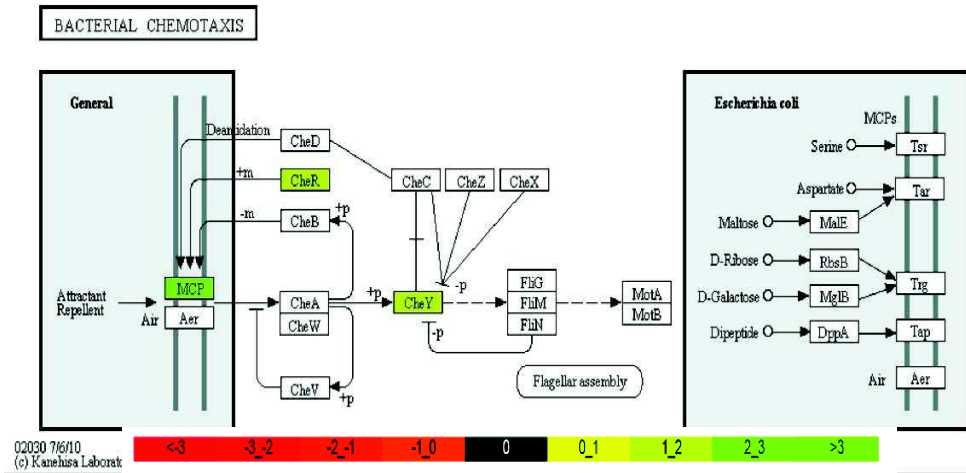 BACTERIAL CHEMOTAXIS
General
Deamidation
CheD
+m
CheR
-m
CheB
+p
CheC
CheZ
CheX
MCP
Attractant
Repellent
Air
Aer
CheA
CheW
+p
CheY
-p
-p
FliG
FliM
FliN
MotA
MotB
CheV
+p
Flagellar assembly
Escherichia coli
MCPs
Serine
Tsr
Aspartate
Tar
Maltose
MalE
D-Ribose
RbsB
Trg
D-Galactose
MglB
Dipeptide
DppA
Tap
Air
Aer
02030 7/6/10
(c) Kanehisa Laborat
<-3
-3_-2
-2_-1
-1_0
0
0_1
1_2
2_3
>3